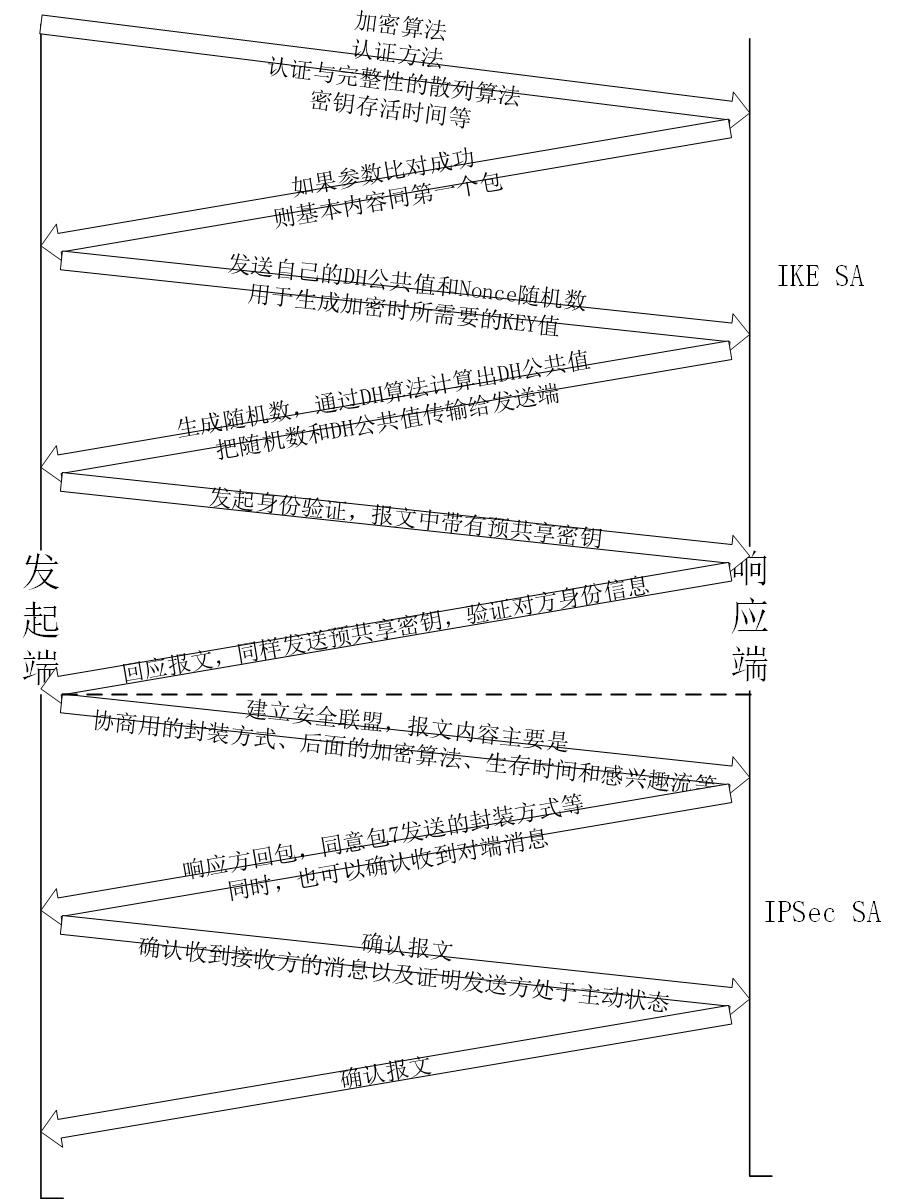 加密算法
认证方法
认证与完整性的散列算法
密钥存活时间等
如果参数比对成功
则基本内容同第一个包
发送自己的DH公共值和Nonce随机数
用于生成加密时所需要的KEY值
IKE SA
生成随机数，通过DH算法计算出DH公共值
把随机数和DH公共值传输给发送端
发起身份验证，报文中带有预共享密钥
发起端
响应端
回应报文，同样发送预共享密钥，验证对方身份信息
建立安全联盟，报文内容主要是
协商用的封装方式、后面的加密算法、生存时间和感兴趣流等
响应方回包，同意包7发送的封装方式等
同时，也可以确认收到对端消息
IPSec SA
确认报文
确认收到接收方的消息以及证明发送方处于主动状态
确认报文